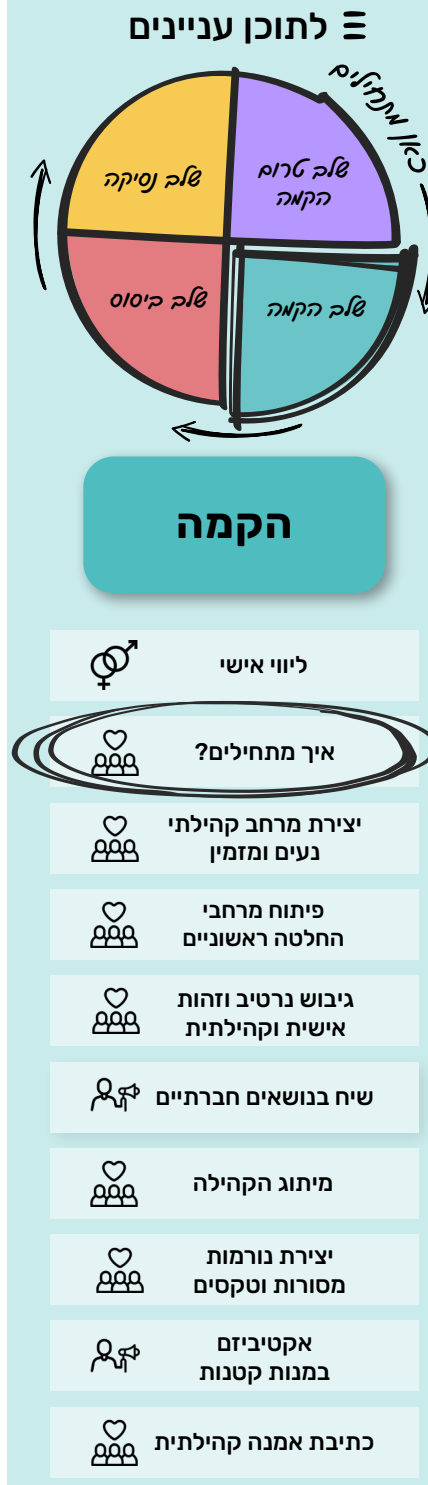 לתוכן עניינים
כאן מתחילים
שלב טרום
הקמה
שלב נסיקה
שלב הקמה
שלב ביסוס
הקמה
ליווי אישי
איך מתחילים?
יצירת מרחב קהילתי
נעים ומזמין
פיתוח מרחבי
החלטה ראשוניים
גיבוש נרטיב וזהות
אישית וקהילתית
שיח בנושאים חברתיים
מיתוג הקהילה
יצירת נורמות
מסורות וטקסים
אקטיביזם
במנות קטנות
כתיבת אמנה קהילתית